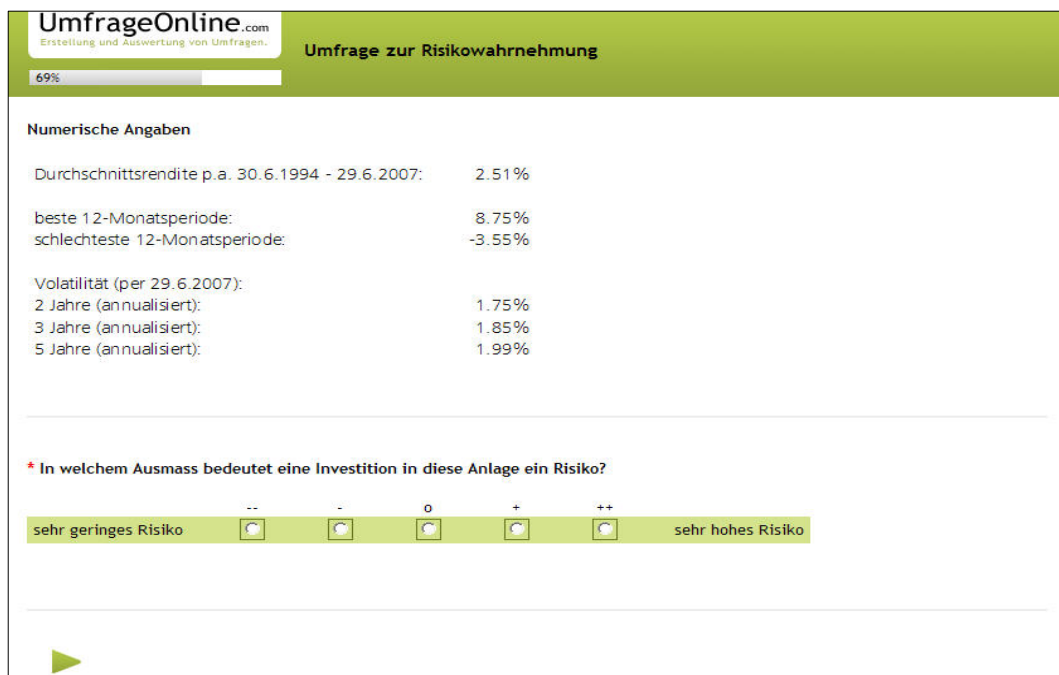 UmfrageOnline.com
Erstellung und Auswertung von Umfragen.
Umfrage zur Risikowahrnehmung
69%
Numerische Angaben
Durchschnittsrendite p.a. 30.6.1994 - 29.6.2007: 2.51%
beste 12-Monatsperiode: 8.75%
schlechteste 12-Monatsperiode: -3.55%
Volatilität (per 29.6.2007):
2 Jahre (annualisiert): 1.75%
3 Jahre (annualisiert): 1.85%
5 Jahre (annualisiert): 1.99%
* In welchem Ausmass bedeutet eine Investition in diese Anlage ein Risiko?
-- - o + ++
sehr geringes Risiko sehr hohes Risiko